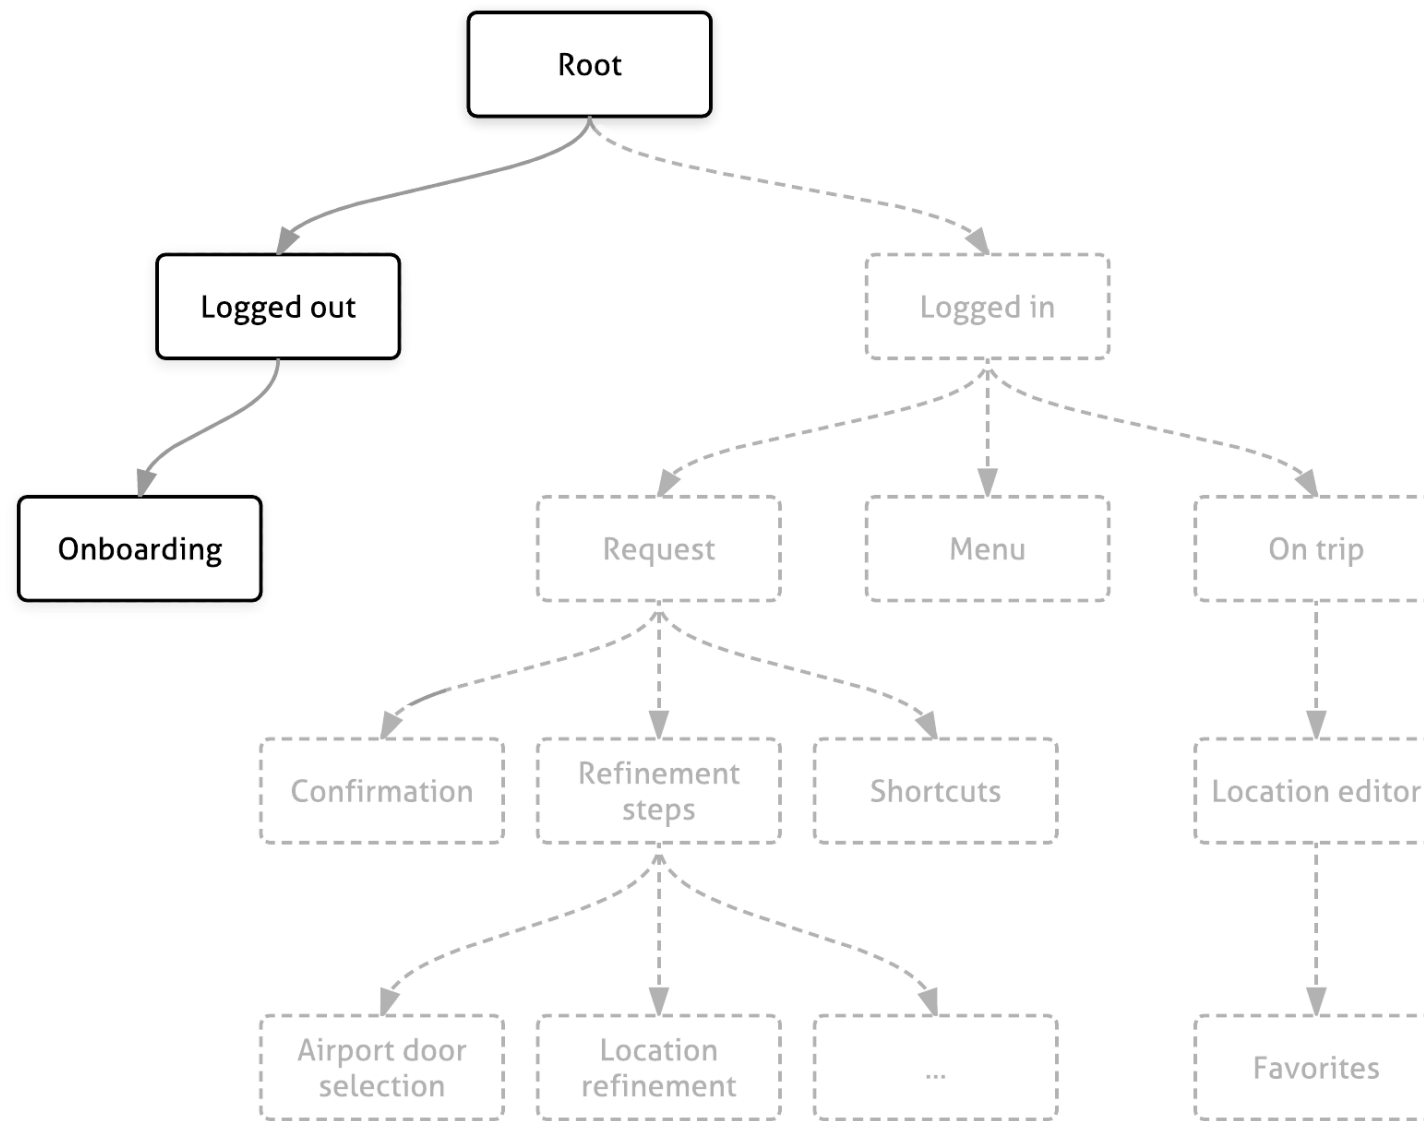 Root
Logged out
Logged in
Onboarding
Request
Menu
On trip
Confirmation
Refinement
steps
Shortcuts
Location editor
Airport door
selection
Location
refinement
...
Favorites